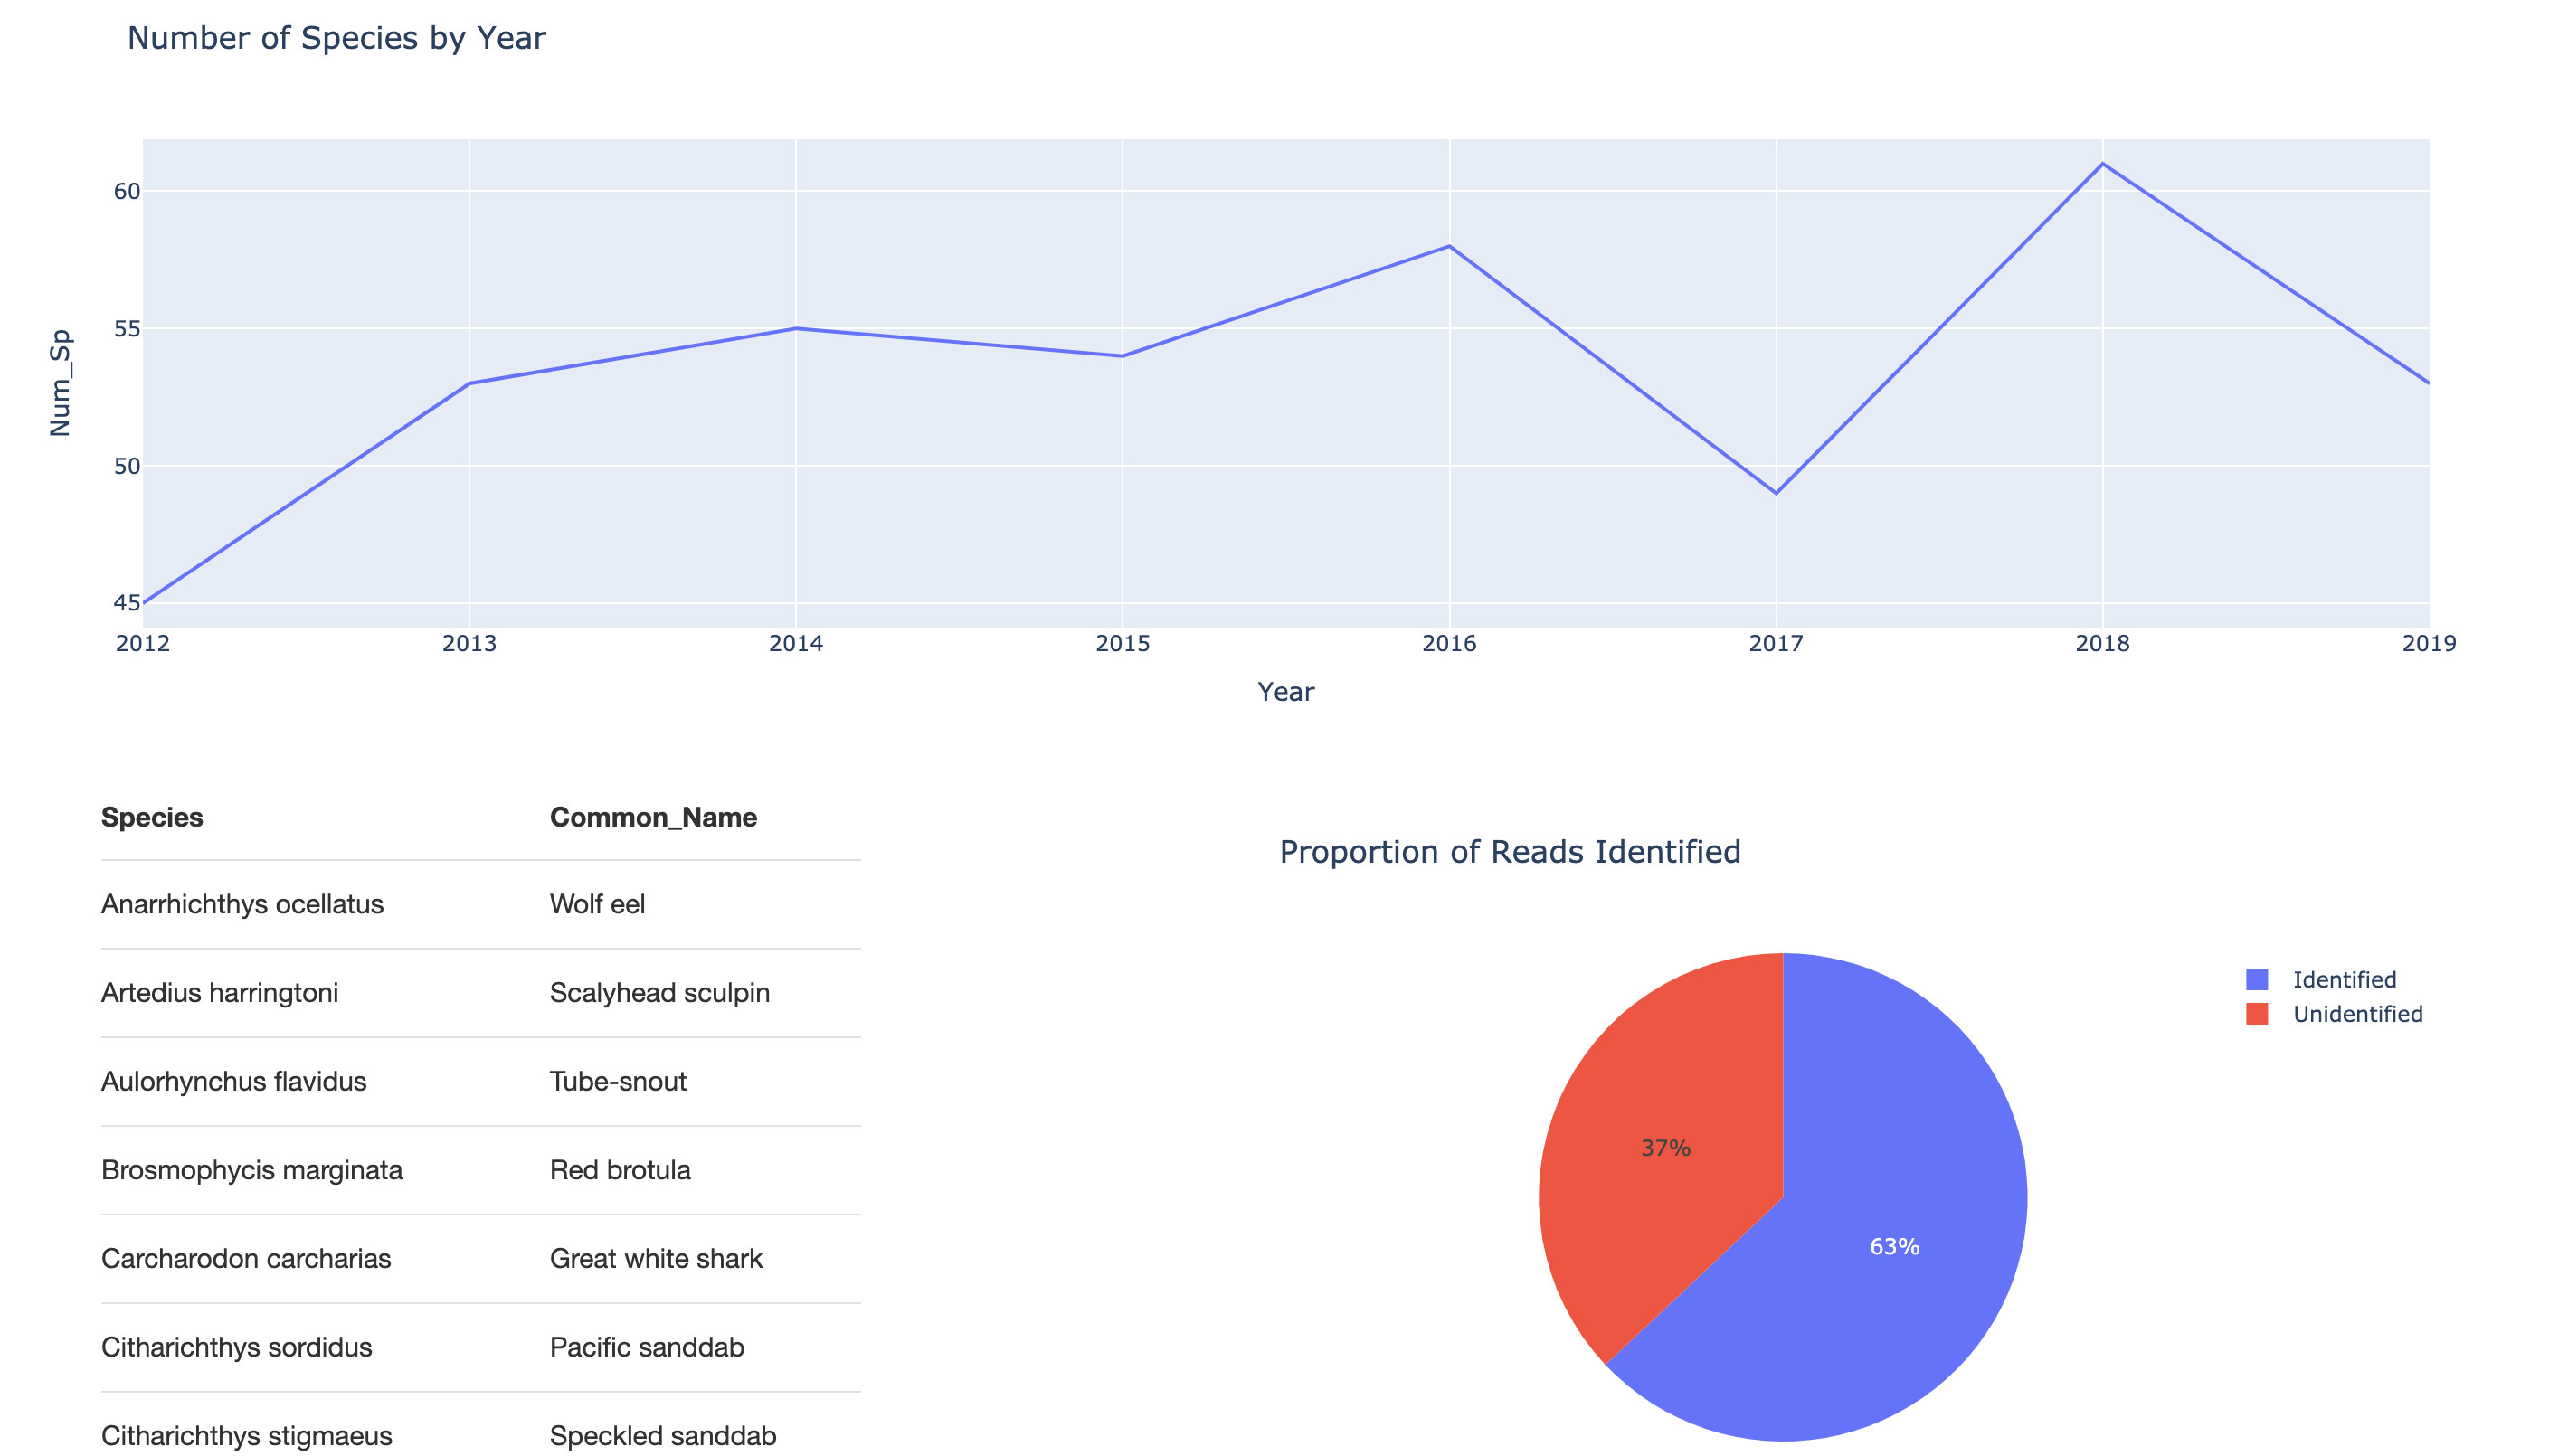 Number of Species by Year
60
55
50
45
Num_Sp
2012 2013 2014 2015 2016 2017 2018 2019
Year
Species Common_Name
Anarrhichthys ocellatus Wolf eel
Artedius harringtoni Scalyhead sculpin
Aulorhynchus flavidus Tube-snout
Brosmophycis marginata Red brotula
Carcharodon carcharias Great white shark
Citharichthys sordidus Pacific sanddab
Citharichthys stigmaeus Speckled sanddab
Proportion of Reads Identified
37%
63%
Identified
Unidentified